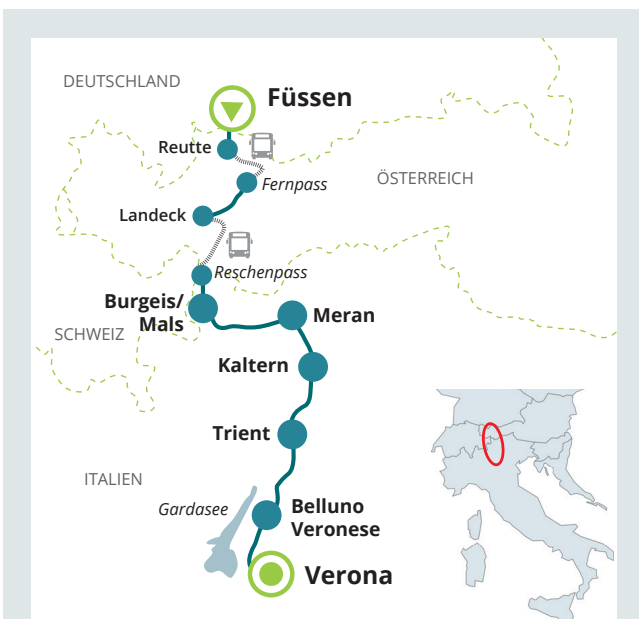 DEUTSCHLAND
Füssen
Reutte
Fernpass
ÖSTERREICH
Landeck
Reschenpass
Burgeis/
Mals
Meran
SCHWEIZ
Kaltern
Trient
ITALIEN
Gardasee
Belluno
Veronese
Verona